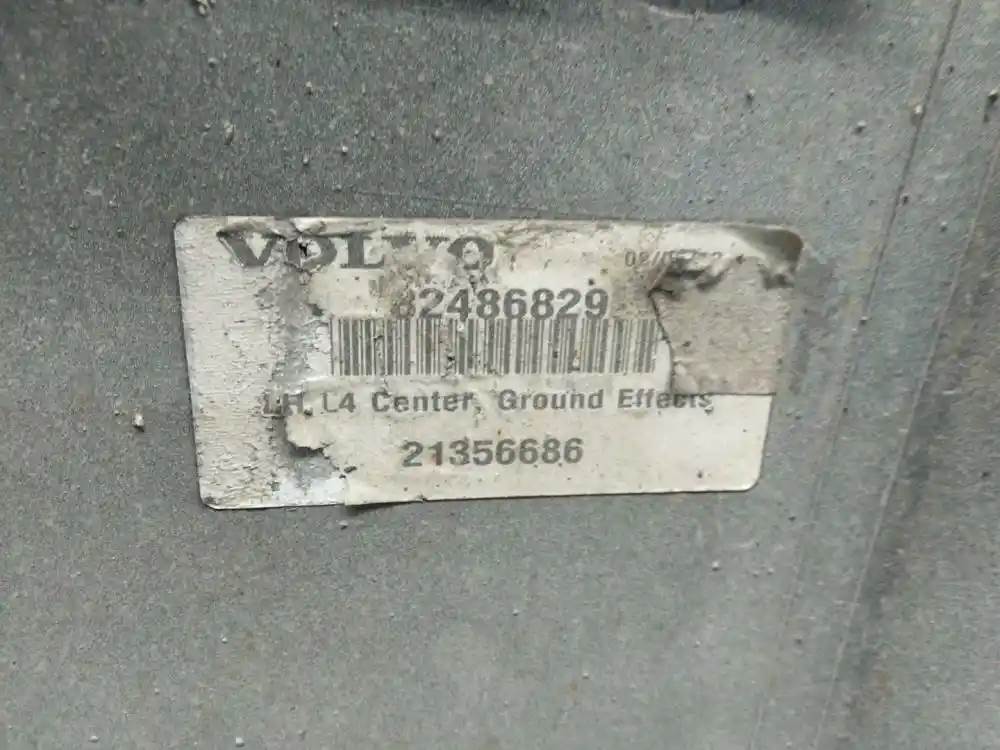 VOLVO
82486829
LH, L4 Center, Ground Effects
21356686